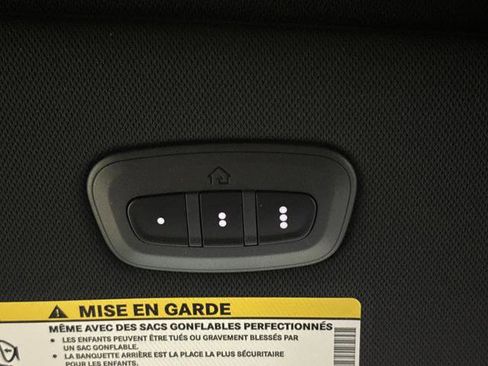 MISE EN GARDE
MÊME AVEC DES SACS GONFLABLES PERFECTIONNÉS
• LES ENFANTS PEUVENT ÊTRE TUÉS OU GRAVEMENT BLESSÉS PAR
UN SAC GONFLABLE.
• LA BANQUETTE ARRIÈRE EST LA PLACE LA PLUS SÉCURITAIRE
POUR LES ENFANTS.